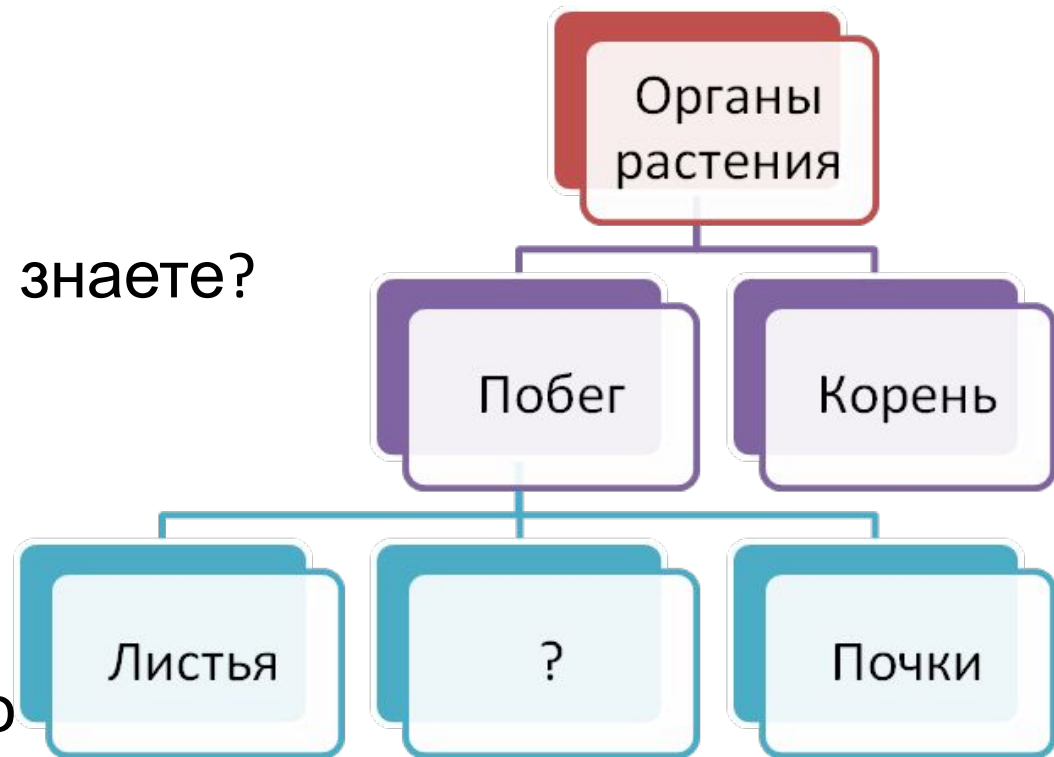 Органы
растения
знаете?
Побег
Корень
Листья
?
Почки